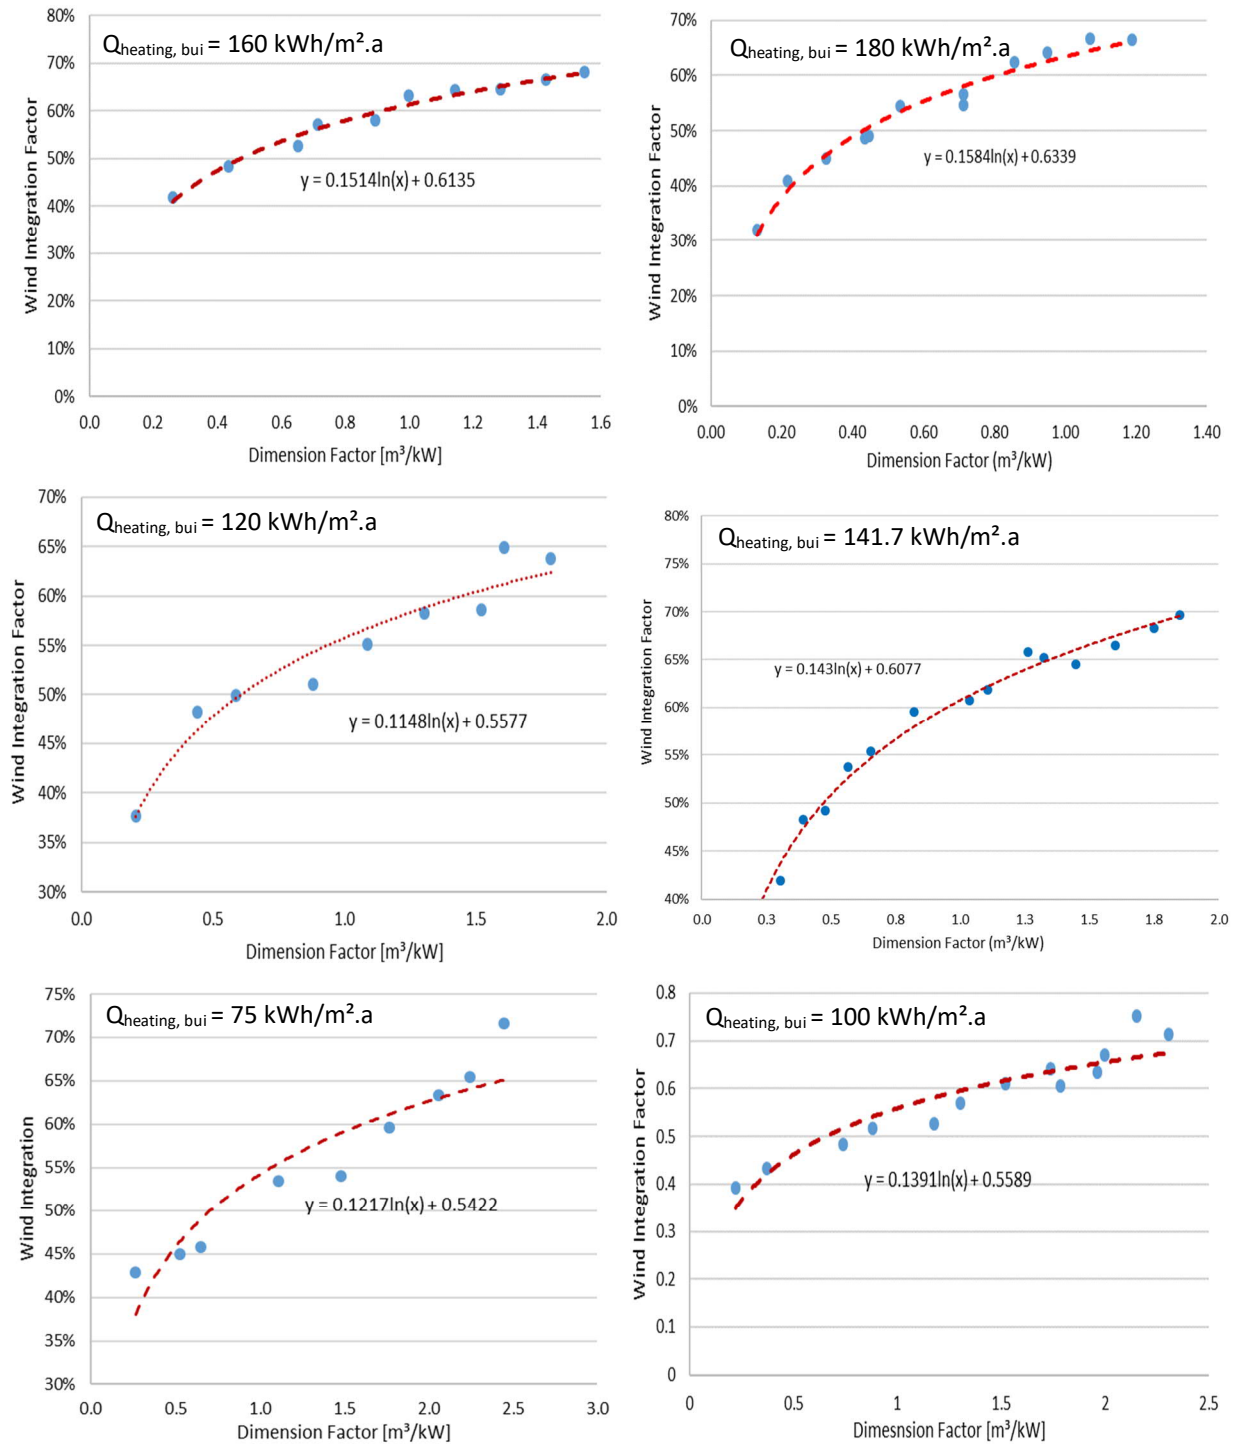 80%
70%
60%
50%
40%
30%
20%
10%
0%
Wind Integration Factor
Qheating, bui = 160 kWh/m².a
y = 0.1514ln(x) + 0.6135
0.0 0.2 0.4 0.6 0.8 1.0 1.2 1.4 1.6
Dimension Factor [m³/kW]
70%
60%
50%
40%
30%
20%
10%
0%
Wind Integration Factor
Qheating, bui = 180 kWh/m².a
y = 0.1584ln(x) + 0.6339
0.00 0.20 0.40 0.60 0.80 1.00 1.20 1.40
Dimension Factor (m³/kW)
70%
65%
60%
55%
50%
45%
40%
35%
30%
Wind Integration Factor
Qheating, bui = 120 kWh/m².a
y = 0.1148ln(x) + 0.5577
0.0 0.5 1.0 1.5 2.0
Dimension Factor [m³/kW]
80%
75%
70%
65%
60%
55%
50%
45%
40%
Wind Integration Factor
Qheating, bui = 141.7 kWh/m².a
y = 0.143ln(x) + 0.6077
0.0 0.3 0.5 0.8 1.0 1.3 1.5 1.8 2.0
Dimension Factor (m³/kW)
75%
70%
65%
60%
55%
50%
45%
40%
35%
30%
Wind Integration
Qheating, bui = 75 kWh/m².a
y = 0.1217ln(x) + 0.5422
0.0 0.5 1.0 1.5 2.0 2.5 3.0
Dimension Factor [m³/kW]
0.8
0.7
0.6
0.5
0.4
0.3
0.2
0.1
0
Wind Integration Factor
Qheating, bui = 100 kWh/m².a
y = 0.1391ln(x) + 0.5589
0 0.5 1 1.5 2 2.5
Dimesnsion Factor [m³/kW]